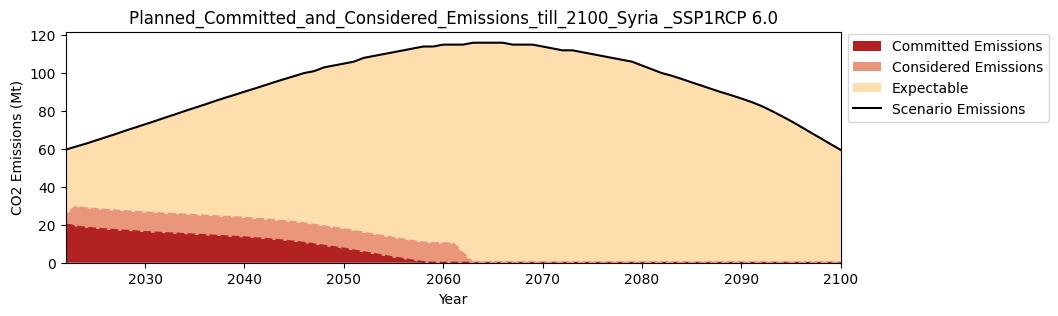 Planned_Committed_and_Considered_Emissions_till_2100_Syria _SSP1RCP 6.0
CO2 Emissions (Mt)
120
100
80
60
40
20
0
2030 2040 2050 2060 2070 2080 2090 2100
Year
Committed Emissions
Considered Emissions
Expectable
Scenario Emissions